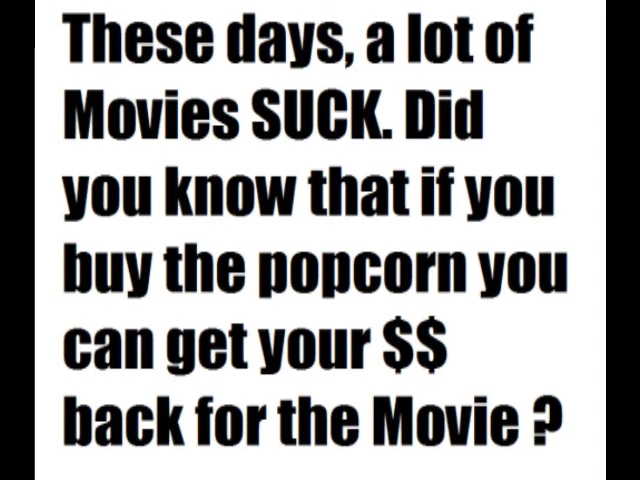 These days, a lot of
Movies SUCK. Did
you know that if you
buy the popcorn you
can get your $$
back for the Movie ?